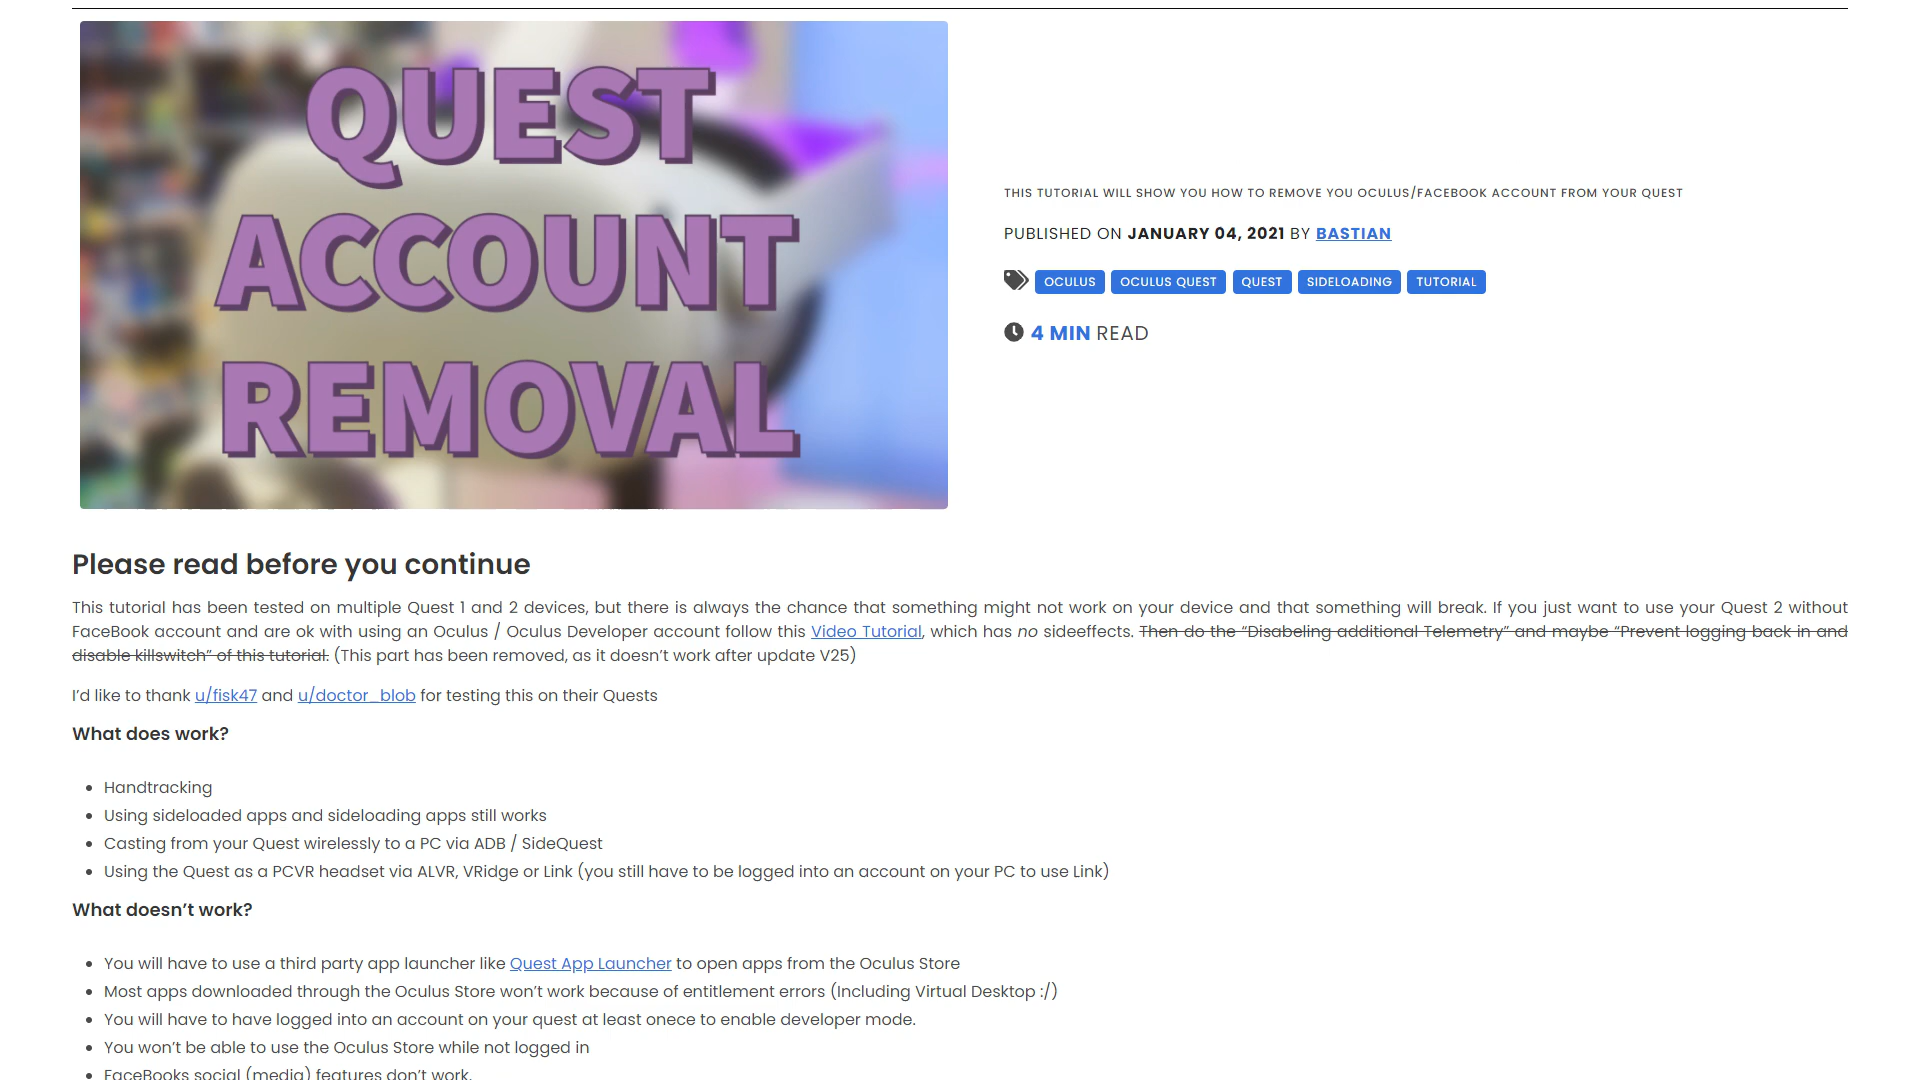 QUEST
ACCOUNT
REMOVAL
THIS TUTORIAL WILL SHOW YOU HOW TO REMOVE YOU OCULUS/FACEBOOK ACCOUNT FROM YOUR QUEST
PUBLISHED ON JANUARY 04, 2021 BY BASTIAN
OCULUS OCULUS QUEST QUEST SIDELOADING TUTORIAL
4 MIN READ
Please read before you continue
This tutorial has been tested on multiple Quest 1 and 2 devices, but there is always the chance that something might not work on your device and that something will break. If you just want to use your Quest 2 without
FaceBook account and are ok with using an Oculus / Oculus Developer account follow this Video Tutorial, which has no sideeffects. Then do the “Disabeling additional Telemetry” and maybe “Prevent logging back in and
disable killswitch” of this tutorial. (This part has been removed, as it doesn’t work after update V25)
I’d like to thank u/fisk47 and u/doctor_blob for testing this on their Quests
What does work?
• Handtracking
• Using sideloaded apps and sideloading apps still works
• Casting from your Quest wirelessly to a PC via ADB / SideQuest
• Using the Quest as a PCVR headset via ALVR, VRidge or Link (you still have to be logged into an account on your PC to use Link)
What doesn’t work?
• You will have to use a third party app launcher like Quest App Launcher to open apps from the Oculus Store
• Most apps downloaded through the Oculus Store won’t work because of entitlement errors (Including Virtual Desktop :/)
• You will have to have logged into an account on your quest at least onece to enable developer mode.
• You won’t be able to use the Oculus Store while not logged in
• FaceBooks social (media) features don’t work.